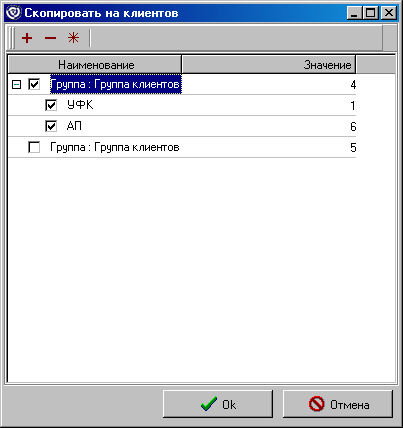 Скопировать на клиентов
Наименование Значение
Группа : Группа клиентов 4
УФК 1
АП 6
Группа : Группа клиентов 5
Ok Отмена